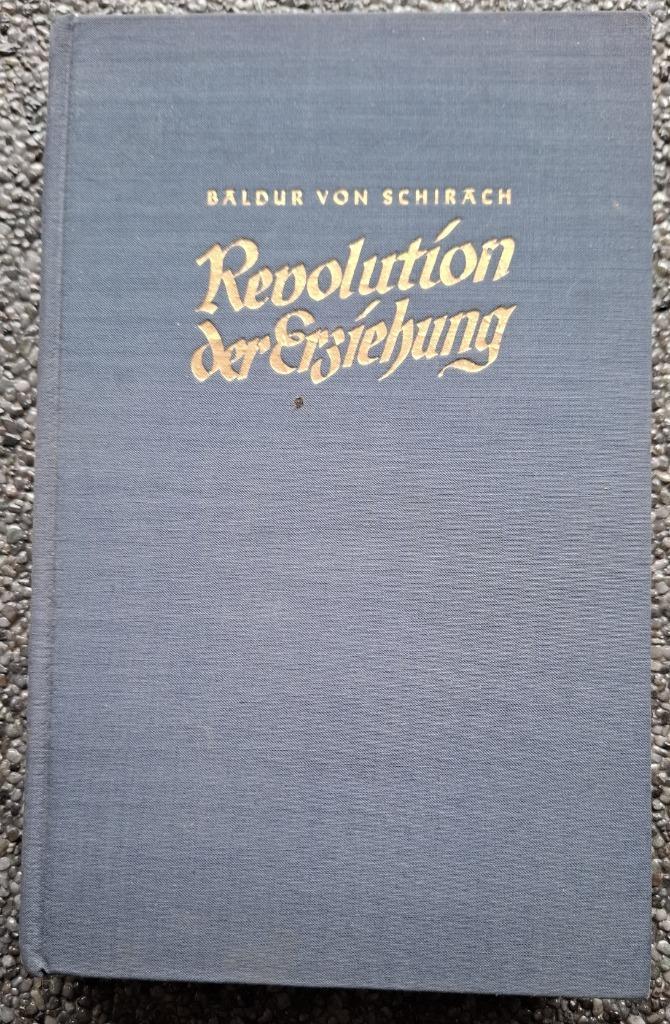 BALDUR VON SCHIRACH
Revolution
der Erziehung